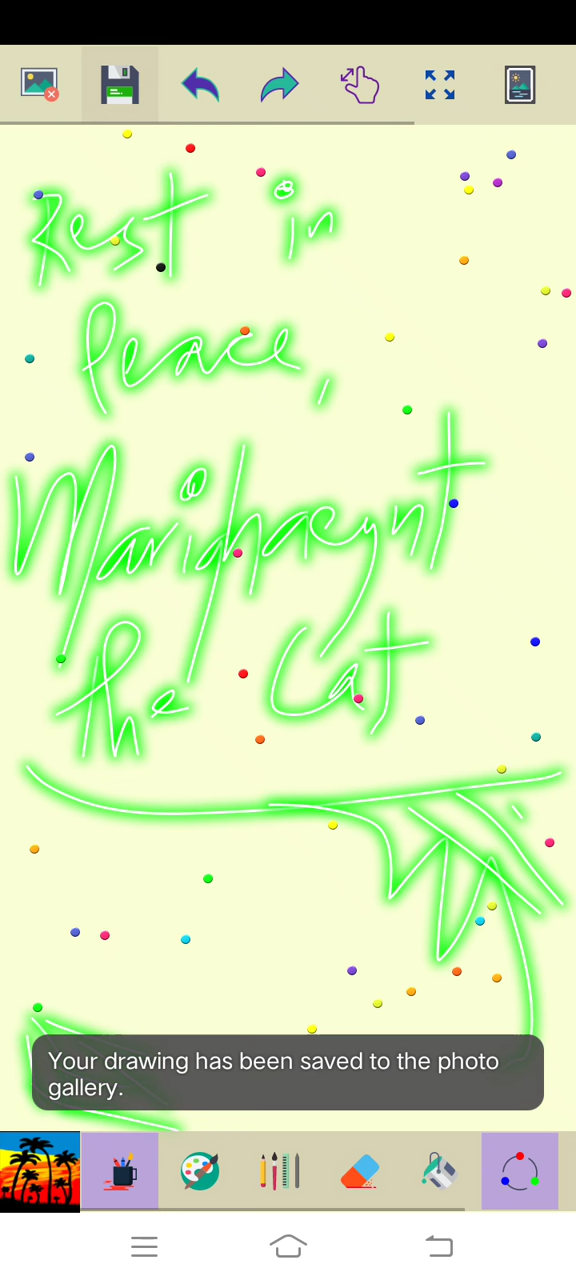 Rest in
Peace,
the Cat
Your drawing has been saved to the photo
gallery.